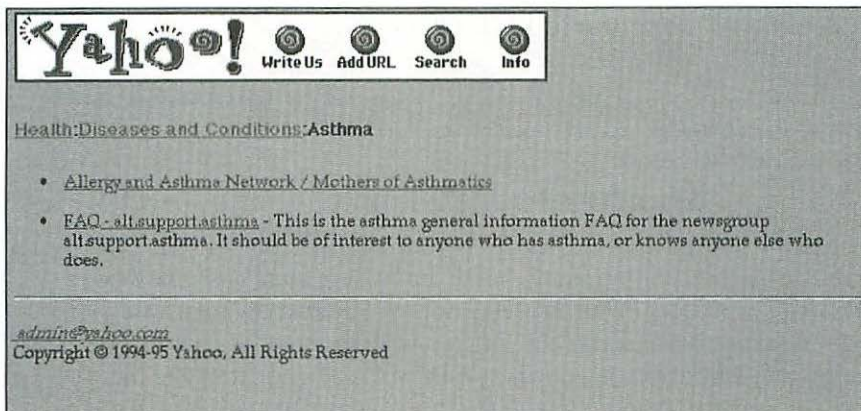 Yahoo!
Write Us Add URL Search Info
Health:Diseases and Conditions:Asthma
• Allergy and Asthma Network / Mothers of Asthmatics
• FAQ - alt.support.asthma - This is the asthma general information FAQ for the newsgroup
alt.support.asthma. It should be of interest to anyone who has asthma, or knows anyone else who
does.
admin@yahoo.com
Copyright © 1994-95 Yahoo, All Rights Reserved